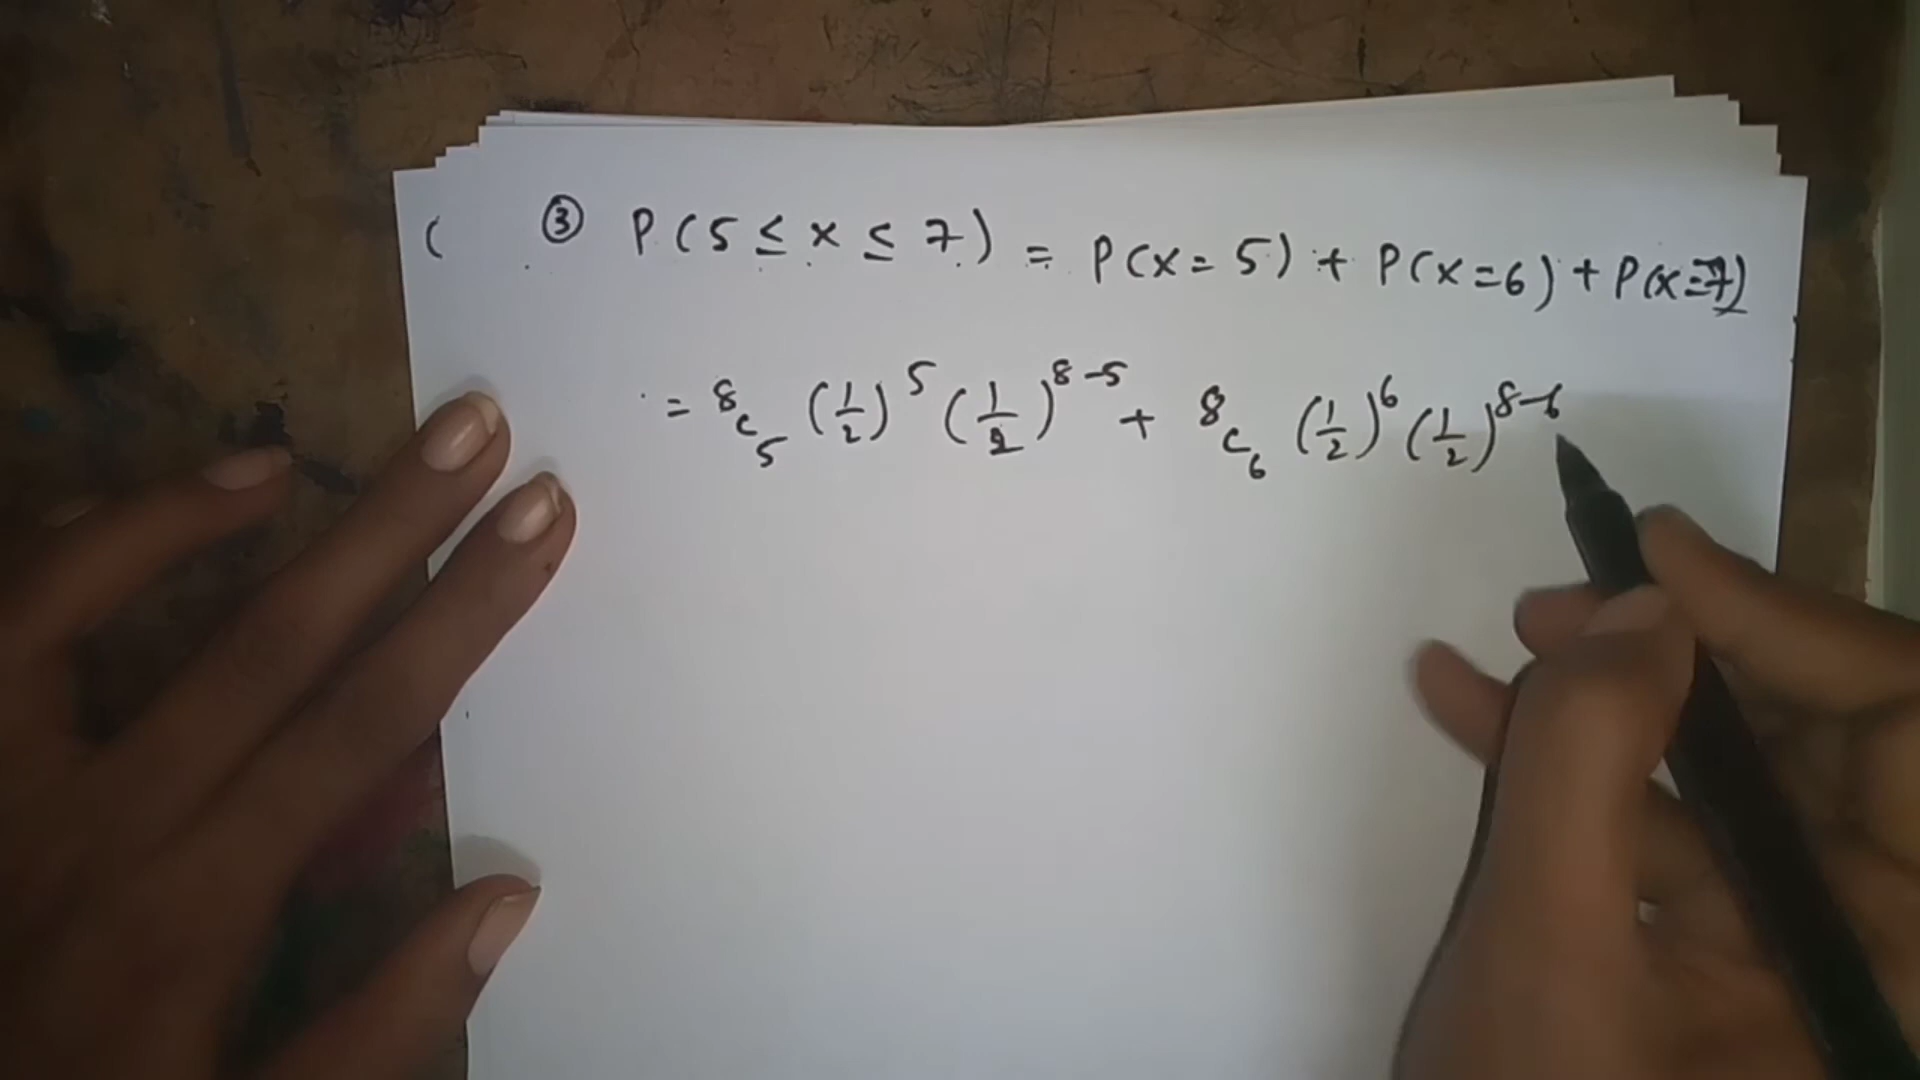 ( ③ P(5 ≤ x ≤ 7) = P(x = 5) + P(x = 6) + P(x = 7)
= ⁸C₅ (1/2)⁵ (1/2)⁸⁻⁵ + ⁸C₆ (1/2)⁶ (1/2)⁸⁻⁶